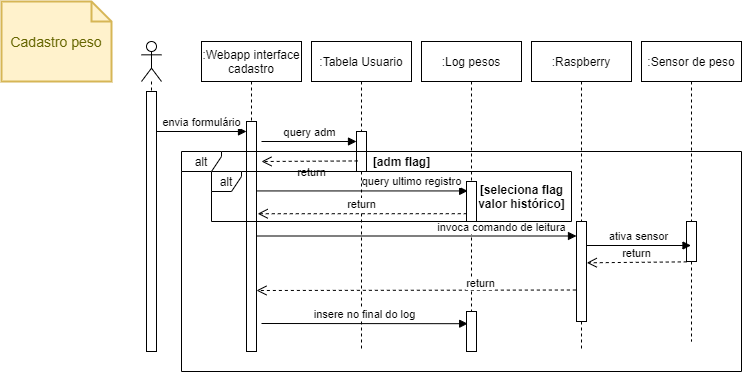 Cadastro peso
:Webapp interface
cadastro
:Tabela Usuario
:Log pesos
:Raspberry
:Sensor de peso
envia formulário
query adm
alt
[adm flag]
return
alt
query ultimo registro
[seleciona flag
valor histórico]
return
invoca comando de leitura
ativa sensor
return
return
insere no final do log